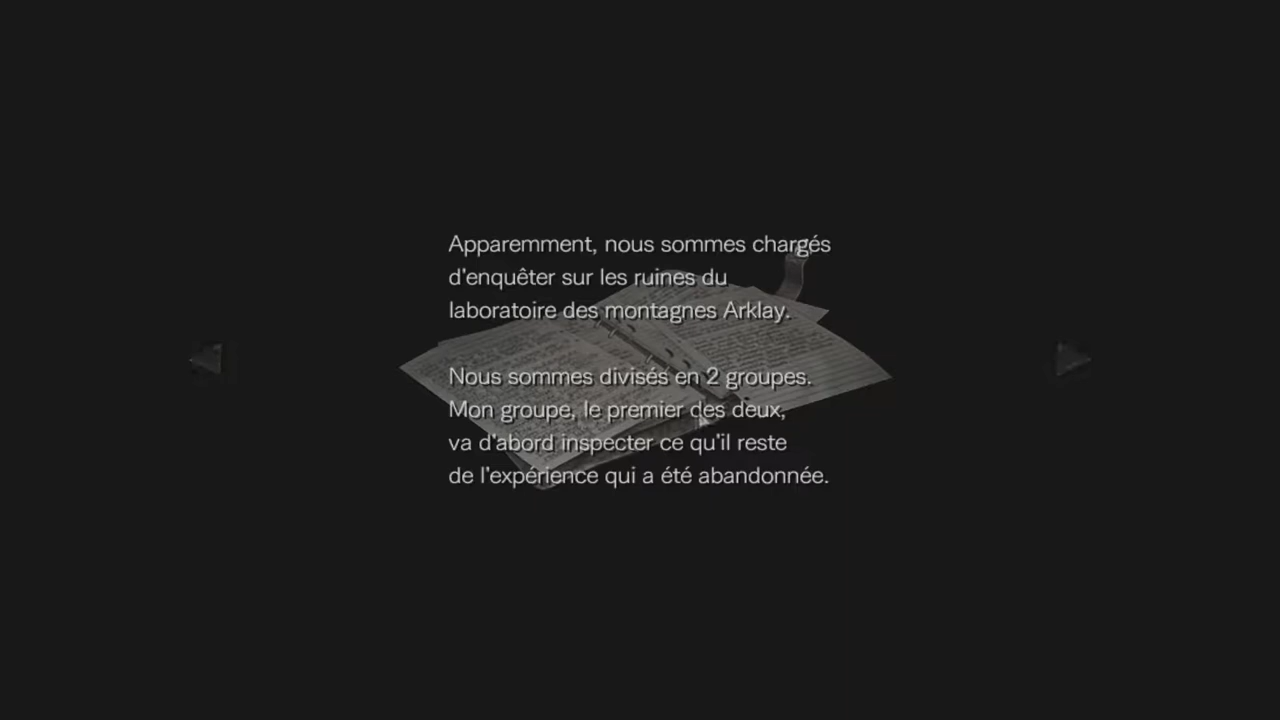 Apparemment, nous sommes chargés
d'enquêter sur les ruines du
laboratoire des montagnes Arklay.
Nous sommes divisés en 2 groupes.
Mon groupe, le premier des deux,
va d'abord inspecter ce qu'il reste
de l'expérience qui a été abandonnée.